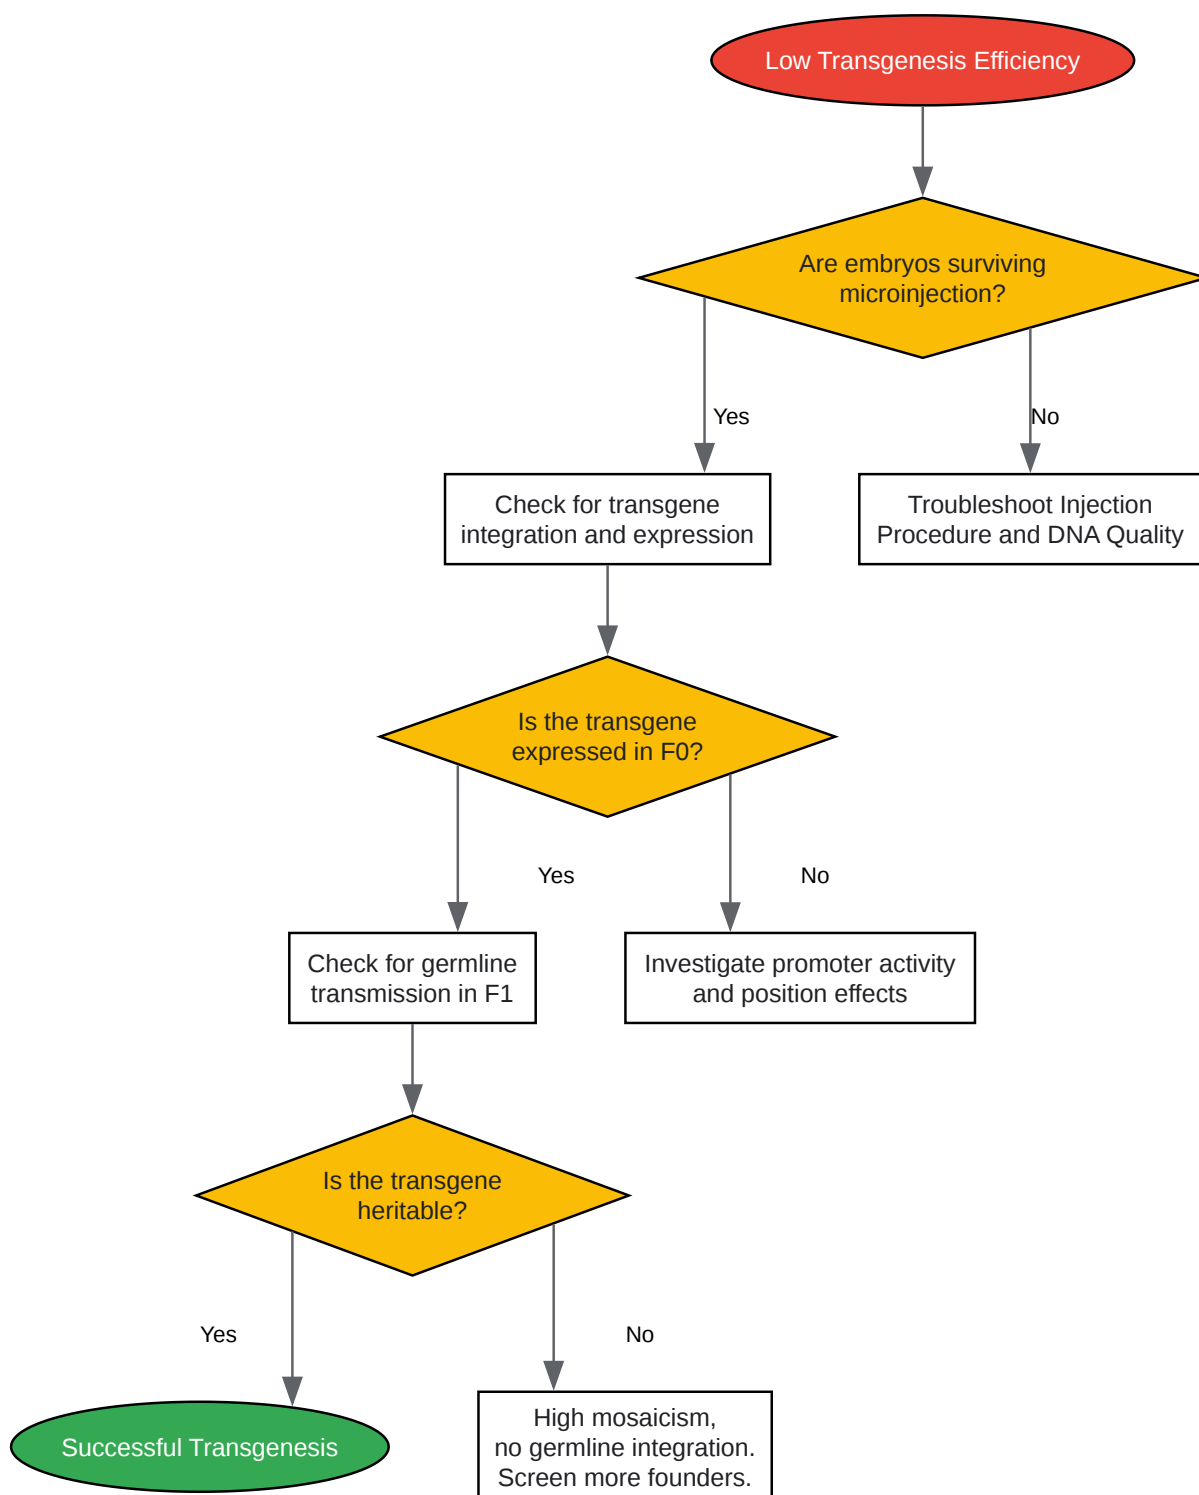 Low Transgenesis Efficiency
Are embryos surviving
microinjection?
Yes
No
Check for transgene
integration and expression
Troubleshoot Injection
Procedure and DNA Quality
Is the transgene
expressed in F0?
Yes
No
Check for germline
transmission in F1
Investigate promoter activity
and position effects
Is the transgene
heritable?
Yes
No
Successful Transgenesis
High mosaicism,
no germline integration.
Screen more founders.